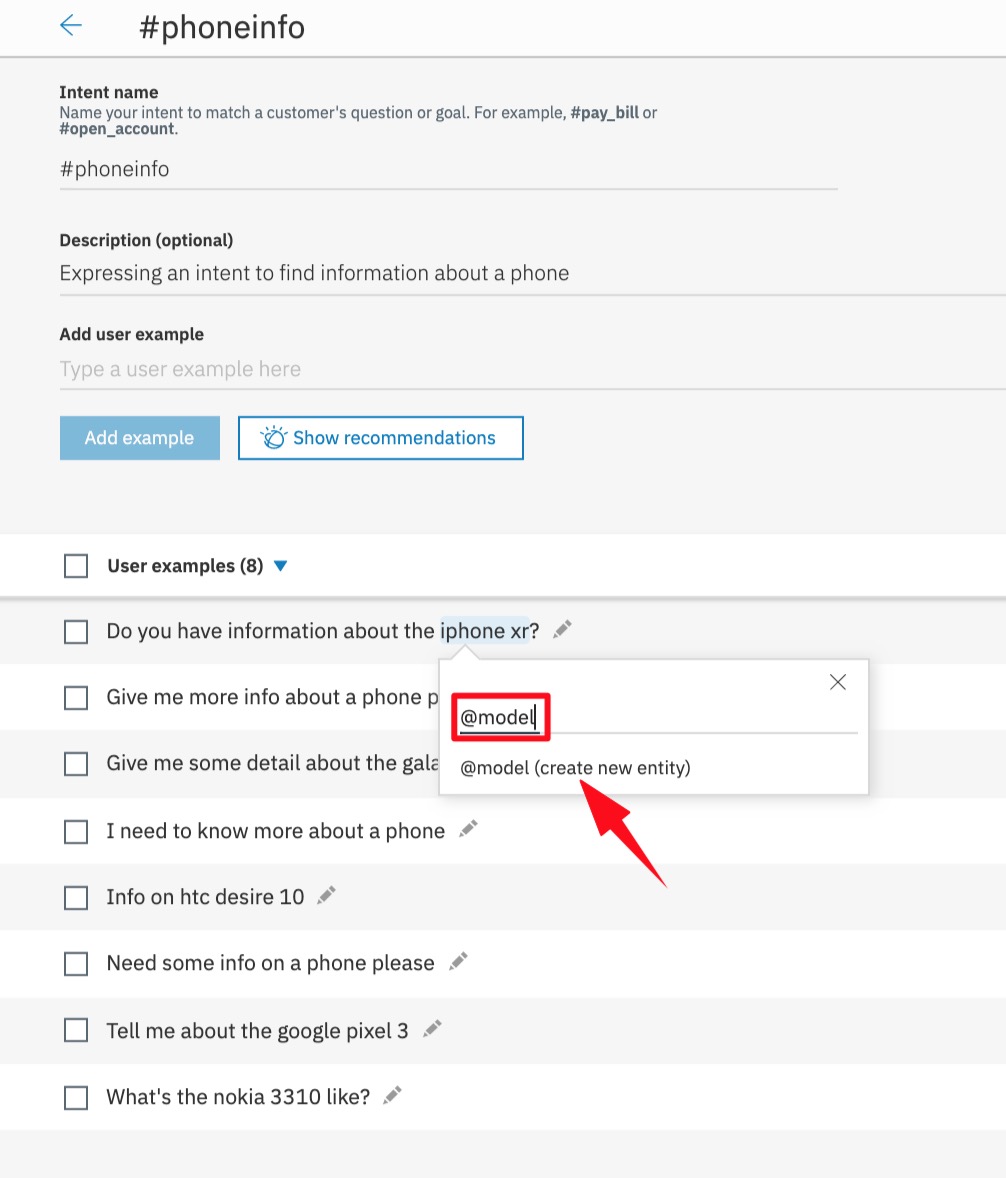 #phoneinfo
Intent name
Name your intent to match a customer's question or goal. For example, #pay_bill or
#open_account.
#phoneinfo
Description (optional)
Expressing an intent to find information about a phone
Add user example
Type a user example here
Add example
Show recommendations
User examples (8)
Do you have information about the iphone xr?
Give me more info about a phone p
@model
Give me some detail about the gala
@model (create new entity)
I need to know more about a phone
Info on htc desire 10
Need some info on a phone please
Tell me about the google pixel 3
What's the nokia 3310 like?